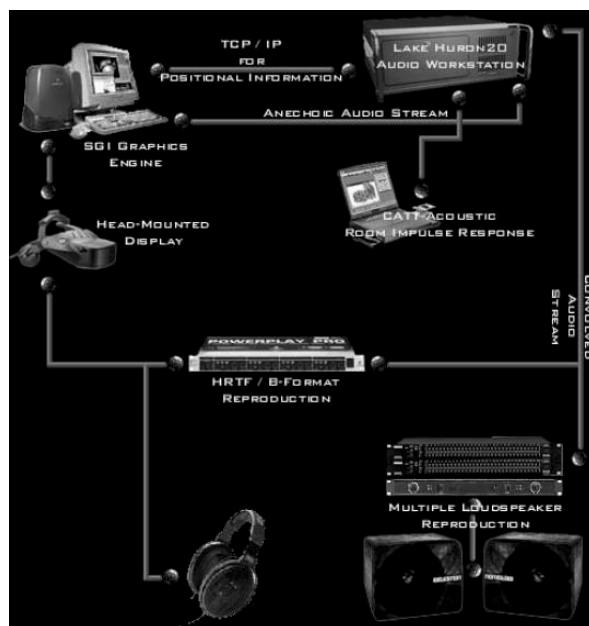 TCP / IP
FOR
POSITIONAL INFORMATION
LAKE HURON20
AUDIO WORKSTATION
ANECHOIC AUDIO STREAM
SGI GRAPHICS
ENGINE
CATT-ACOUSTIC
ROOM IMPULSE RESPONSE
HEAD-MOUNTED
DISPLAY
CONVOLVED
AUDIO
STREAM
POWERPLAY PRO
HRTF / B-FORMAT
REPRODUCTION
MULTIPLE LOUDSPEAKER
REPRODUCTION